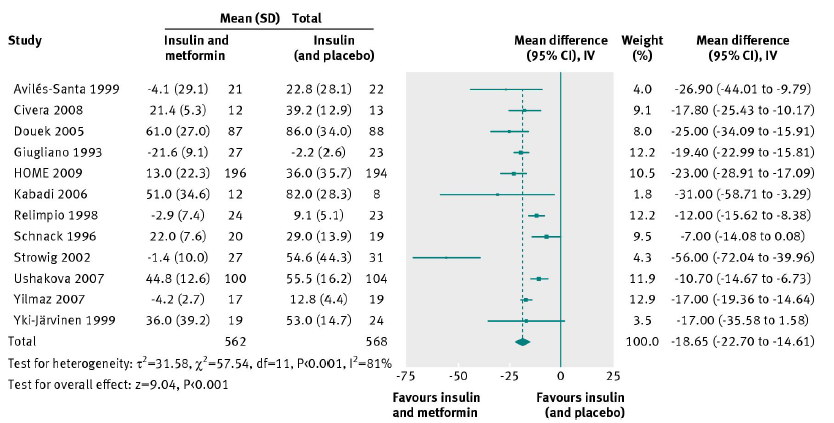 Mean (SD) Total
Study Insulin and metformin Insulin (and placebo) Mean difference (95% CI), IV Weight (%) Mean difference (95% CI), IV
Avilés-Santa 1999 -4.1 (29.1) 21 22.8 (28.1) 22 4.0 -26.90 (-44.01 to -9.79)
Civera 2008 21.4 (5.3) 12 39.2 (12.9) 13 9.1 -17.80 (-25.43 to -10.17)
Douek 2005 61.0 (27.0) 87 86.0 (34.0) 88 8.0 -25.00 (-34.09 to -15.91)
Giugliano 1993 -21.6 (9.1) 27 -2.2 (2.6) 23 12.2 -19.40 (-22.99 to -15.81)
HOME 2009 13.0 (22.3) 196 36.0 (35.7) 194 10.5 -23.00 (-28.91 to -17.09)
Kabadi 2006 51.0 (34.6) 12 82.0 (28.3) 8 1.8 -31.00 (-58.71 to -3.29)
Relimpio 1998 -2.9 (7.4) 24 9.1 (5.1) 23 12.2 -12.00 (-15.62 to -8.38)
Schnack 1996 22.0 (7.6) 20 29.0 (13.9) 19 9.5 -7.00 (-14.08 to 0.08)
Strowig 2002 -1.4 (10.0) 27 54.6 (44.3) 31 4.3 -56.00 (-72.04 to -39.96)
Ushakova 2007 44.8 (12.6) 100 55.5 (16.2) 104 11.9 -10.70 (-14.67 to -6.73)
Yilmaz 2007 -4.2 (2.7) 17 12.8 (4.4) 19 12.9 -17.00 (-19.36 to -14.64)
Yki-Järvinen 1999 36.0 (39.2) 19 53.0 (14.7) 24 3.5 -17.00 (-35.58 to 1.58)
Total 562 568 100.0 -18.65 (-22.70 to -14.61)
Test for heterogeneity: τ²=31.58, χ²=57.54, df=11, P<0.001, I²=81%
Test for overall effect: z=9.04, P<0.001
-75 -50 -25 0 25
Favours insulin and metformin Favours insulin (and placebo)